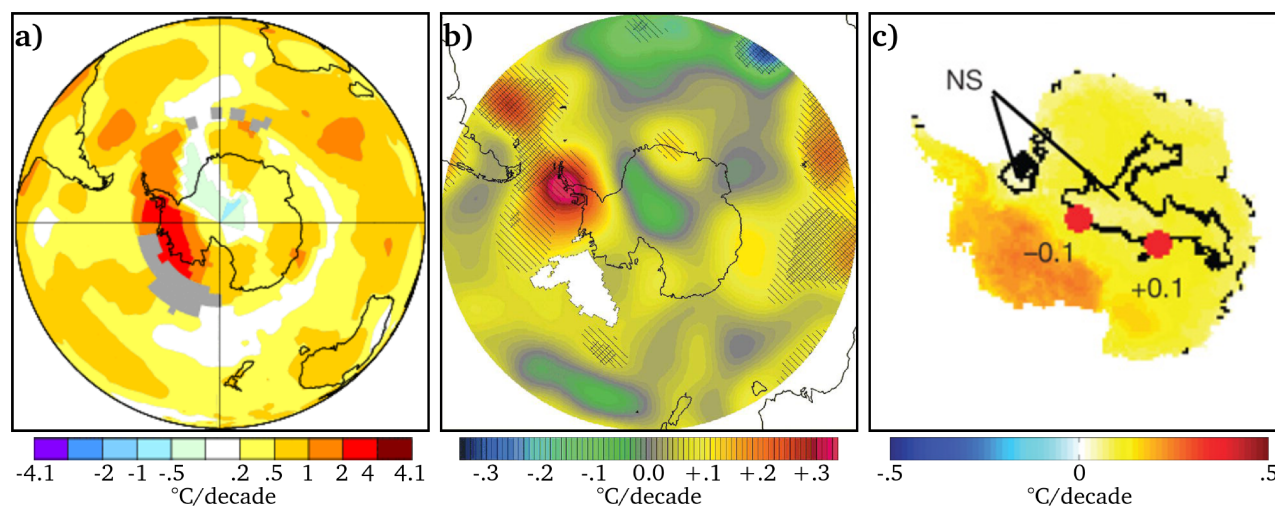 a)
b)
c)
NS
−0.1
+0.1
-4.1 -2 -1 -.5 .2 .5 1 2 4 4.1
°C/decade
-.3 -.2 -.1 0.0 +.1 +.2 +.3
°C/decade
-.5 0 .5
°C/decade